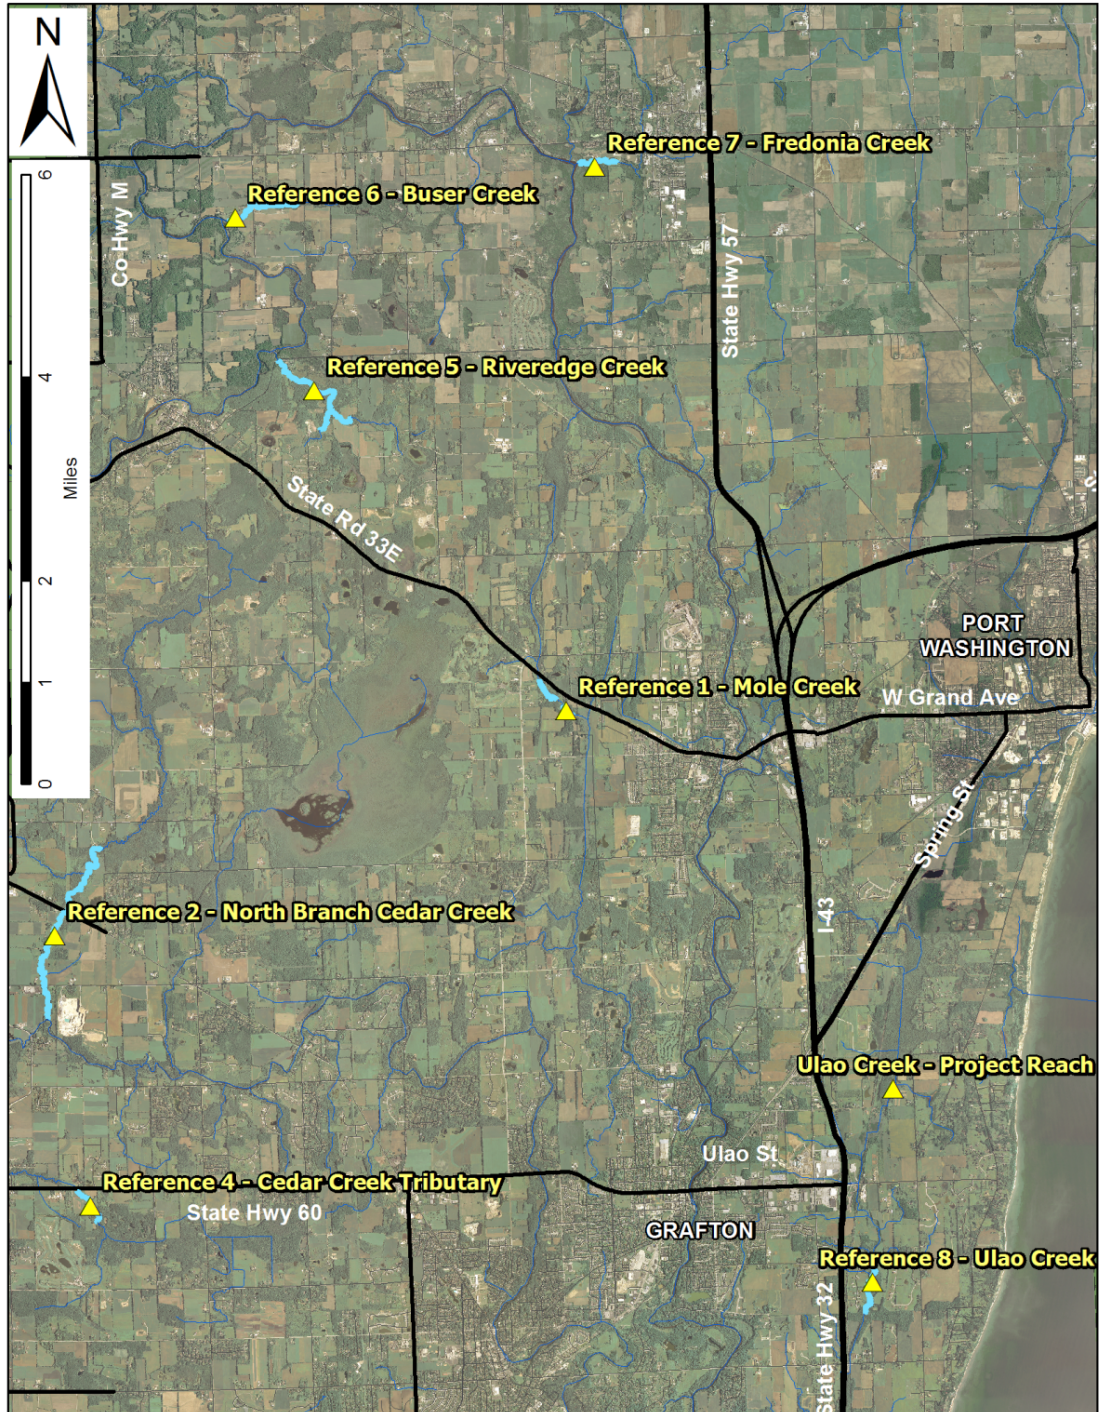 N
Reference 7 - Fredonia Creek
6
Co Hwy M
Reference 6 - Buser Creek
State Hwy 57
Reference 5 - Riveredge Creek
4
Miles
State Rd 33E
2
PORT
WASHINGTON
Reference 1 - Mole Creek
W Grand Ave
1
0
Spring St
Reference 2 - North Branch Cedar Creek
I-43
Ulao Creek - Project Reach
Ulao St
Reference 4 - Cedar Creek Tributary
State Hwy 60
GRAFTON
Reference 8 - Ulao Creek
State Hwy 32